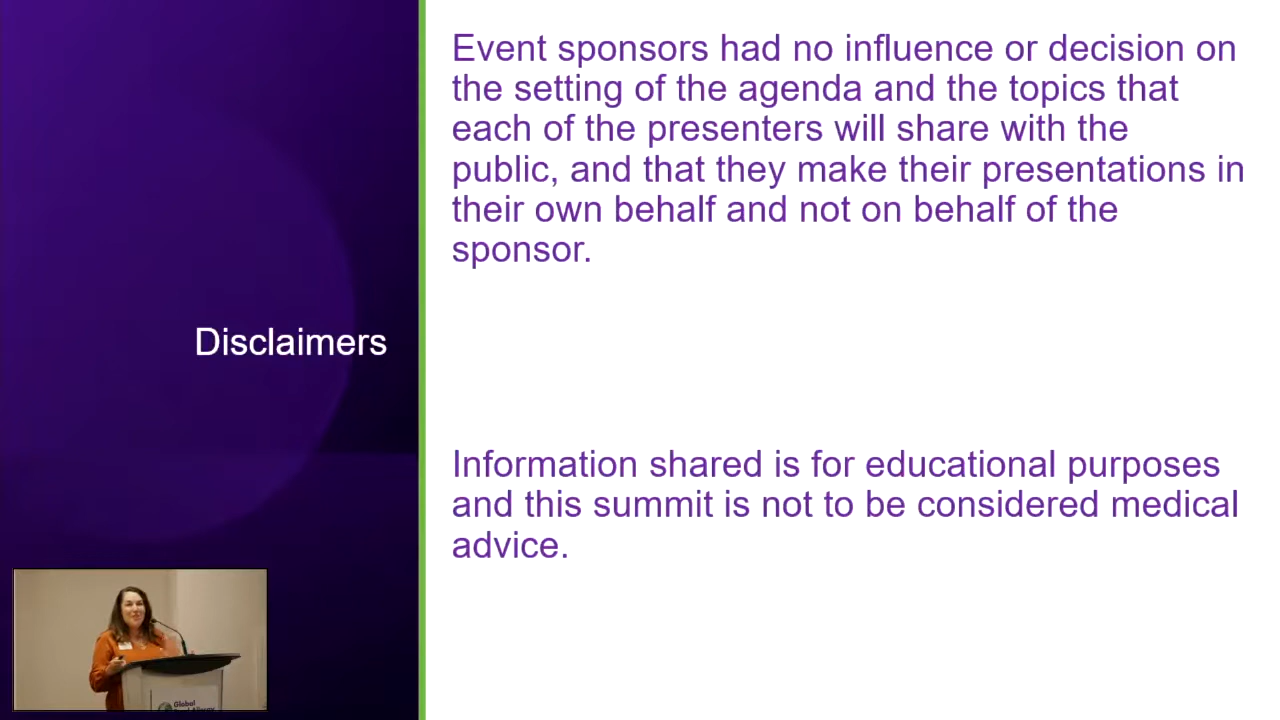 Event sponsors had no influence or decision on
the setting of the agenda and the topics that
each of the presenters will share with the
public, and that they make their presentations in
their own behalf and not on behalf of the
sponsor.
Disclaimers
Information shared is for educational purposes
and this summit is not to be considered medical
advice.
Global